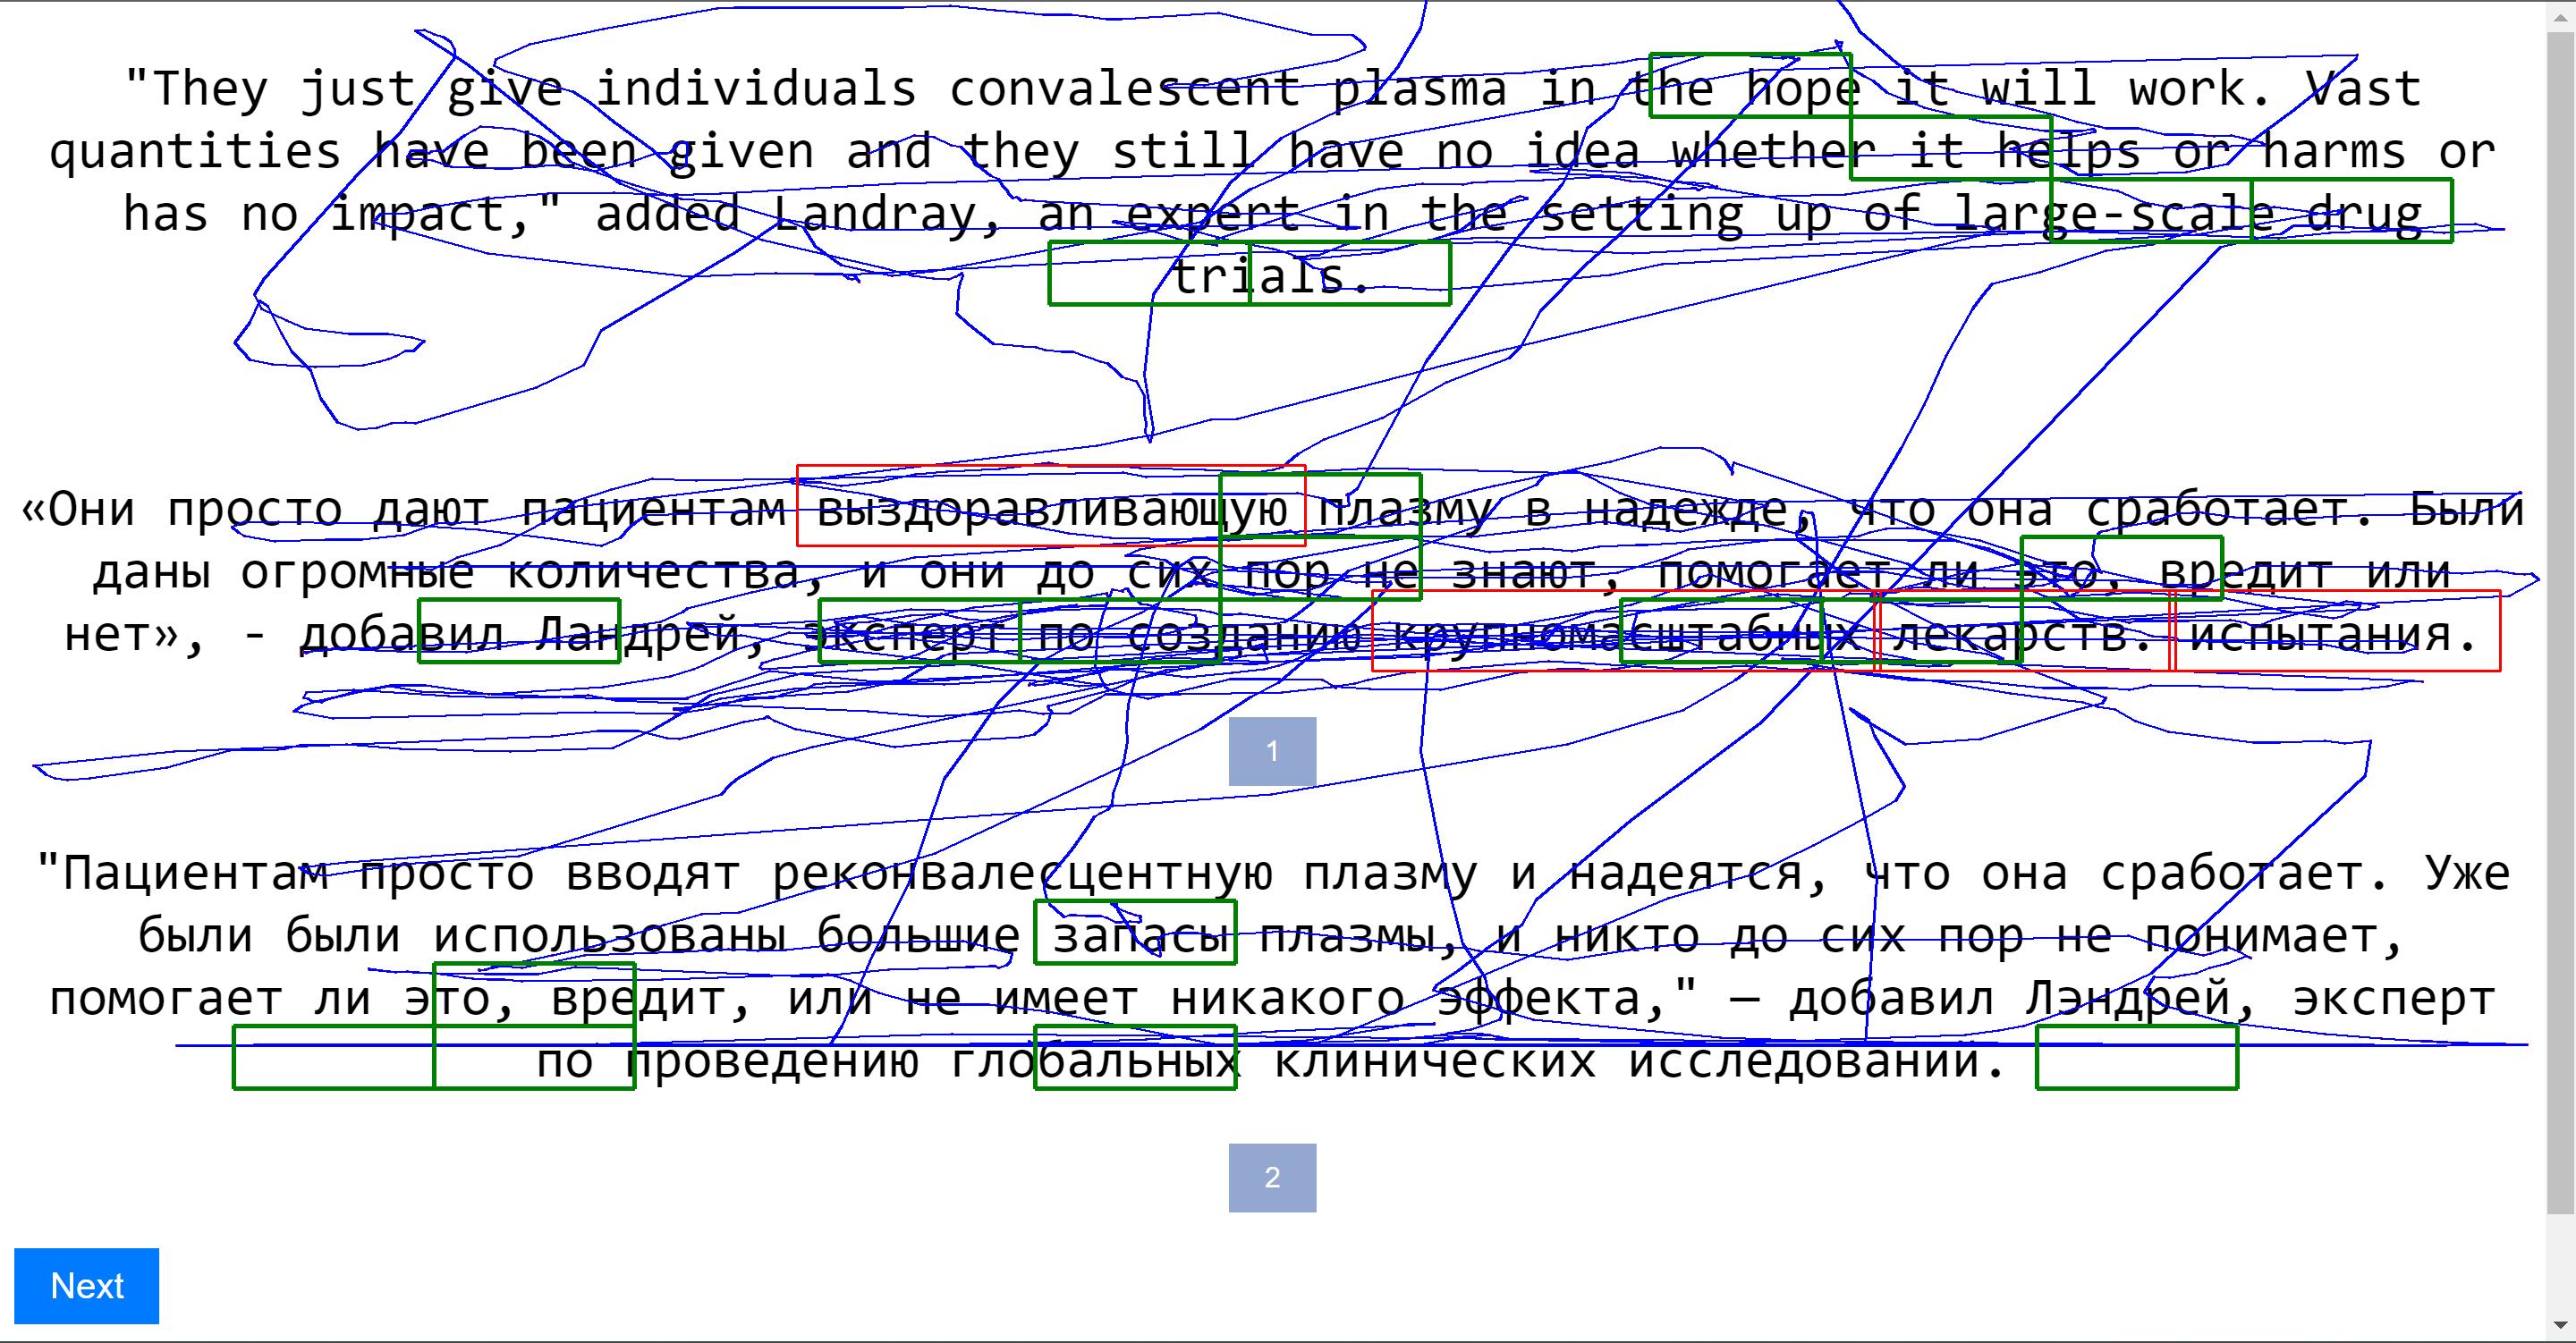 "They just give individuals convalescent plasma in the hope it will work. Vast
quantities have been given and they still have no idea whether it helps or harms or
has no impact," added Landray, an expert in the setting up of large-scale drug
trials.
«Они просто дают пациентам выздоравливающую плазму в надежде, что она сработает. Были
даны огромные количества, и они до сих пор не знают, помогает ли это, вредит или
нет», - добавил Ландрей, эксперт по созданию крупномасштабных лекарств. испытания.
1
"Пациентам просто вводят реконвалесцентную плазму и надеятся, что она сработает. Уже
были были использованы большие запасы плазмы, и никто до сих пор не понимает,
помогает ли это, вредит, или не имеет никакого эффекта," — добавил Лэндрей, эксперт
по проведению глобальных клинических исследований.
2
Next